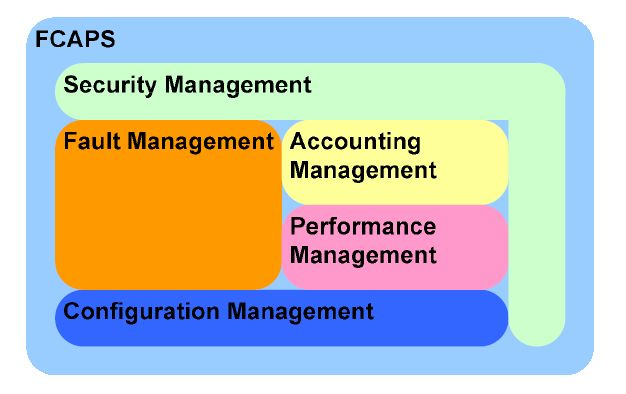 FCAPS
Security Management
Fault Management
Accounting
Management
Performance
Management
Configuration Management